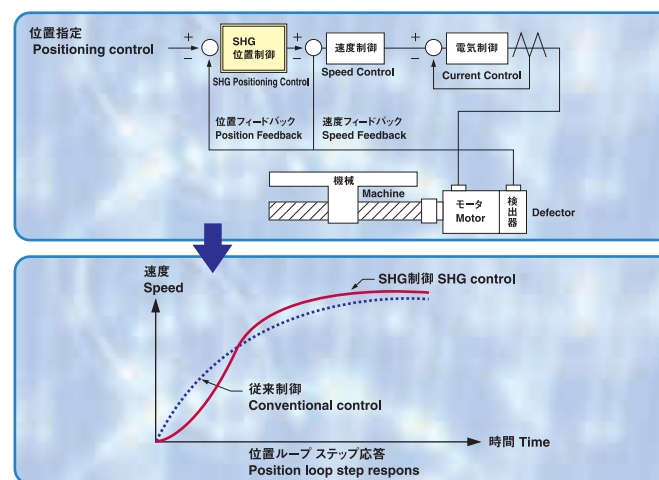 位置指定
Positioning control
+
−
SHG
位置制御
SHG Positioning Control
+
−
速度制御
Speed Control
+
−
電気制御
Current Control
位置フィードバック
Position Feedback
速度フィードバック
Speed Feedback
機械
Machine
モータ
Motor
検出器
Defector
速度
Speed
SHG制御 SHG control
従来制御
Conventional control
時間 Time
位置ループ ステップ応答
Position loop step respons